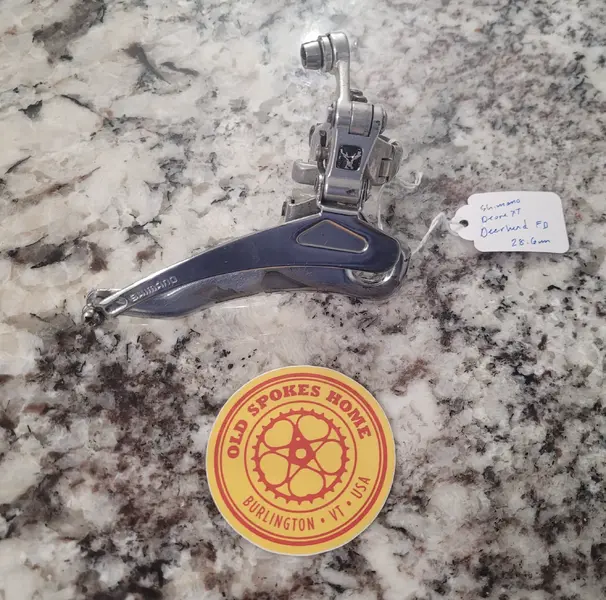 Shimano
Deore XT
Deerhead FD
28.6mm
SHIMANO
OLD SPOKES HOME
BURLINGTON • VT • USA